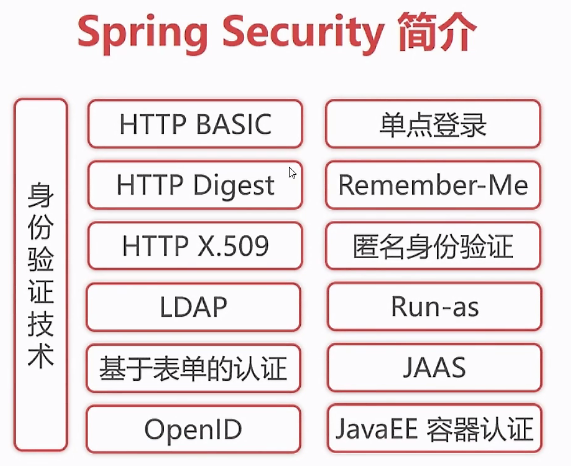 Spring Security 简介
身份验证技术
HTTP BASIC
单点登录
HTTP Digest
Remember-Me
HTTP X.509
匿名身份验证
LDAP
Run-as
基于表单的认证
JAAS
OpenID
JavaEE 容器认证